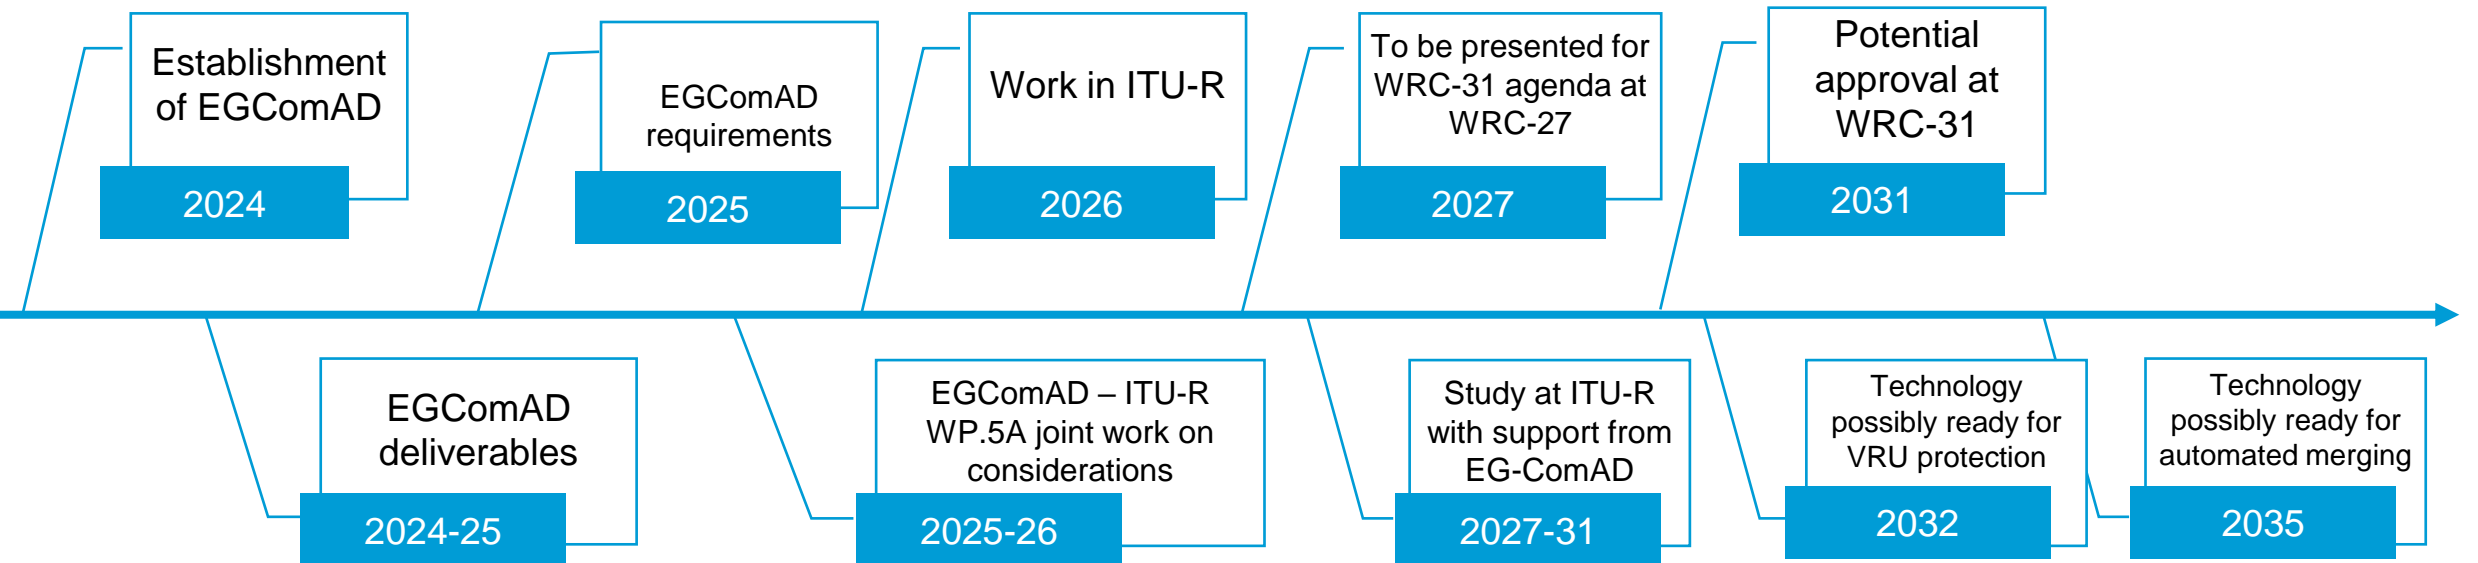 Establishment
of EGComAD
2024
EGComAD
requirements
2025
Work in ITU-R
2026
To be presented for
WRC-31 agenda at
WRC-27
2027
Potential
approval at
WRC-31
2031
EGComAD
deliverables
2024-25
EGComAD – ITU-R
WP.5A joint work on
considerations
2025-26
Study at ITU-R
with support from
EG-ComAD
2027-31
Technology
possibly ready for
VRU protection
2032
Technology
possibly ready for
automated merging
2035